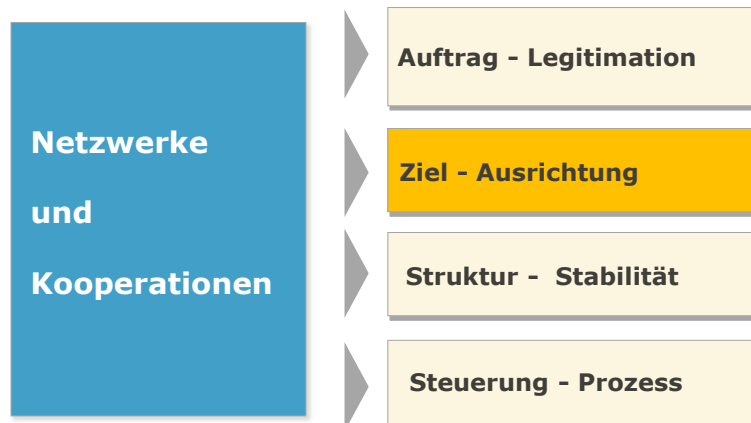 Netzwerke
und
Kooperationen
Auftrag - Legitimation
Ziel - Ausrichtung
Struktur - Stabilität
Steuerung - Prozess